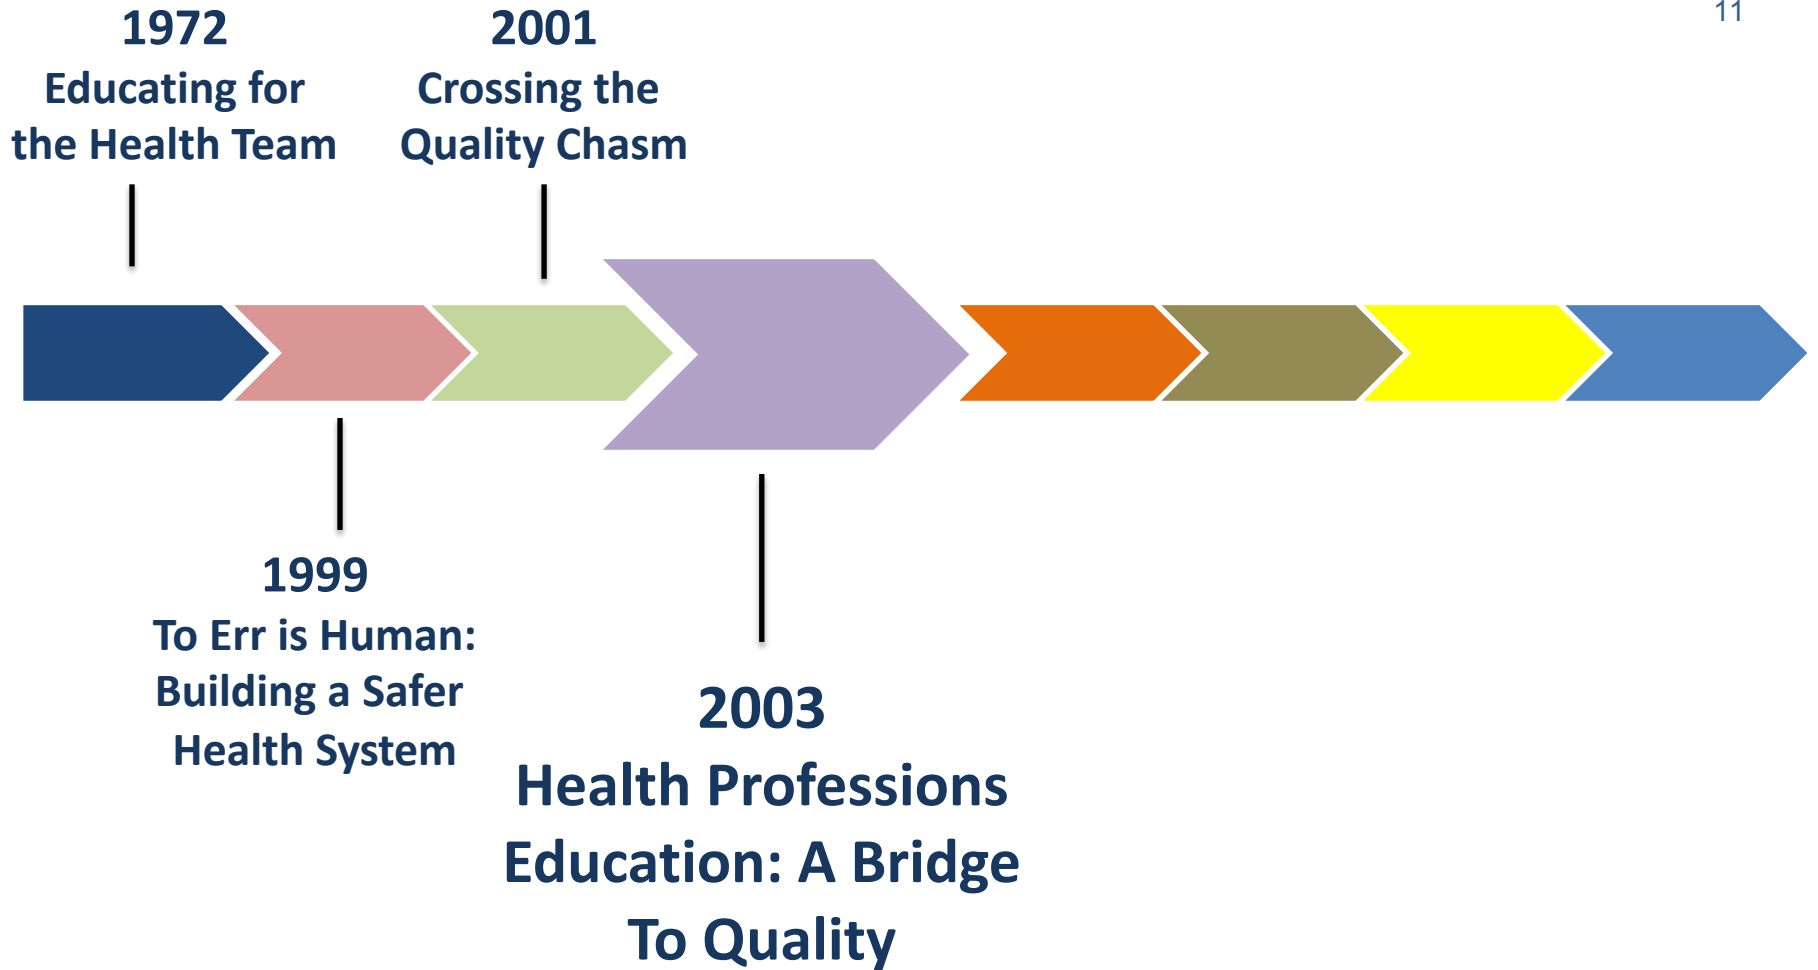 11
1972
Educating for
the Health Team
2001
Crossing the
Quality Chasm
1999
To Err is Human:
Building a Safer
Health System
2003
Health Professions
Education: A Bridge
To Quality